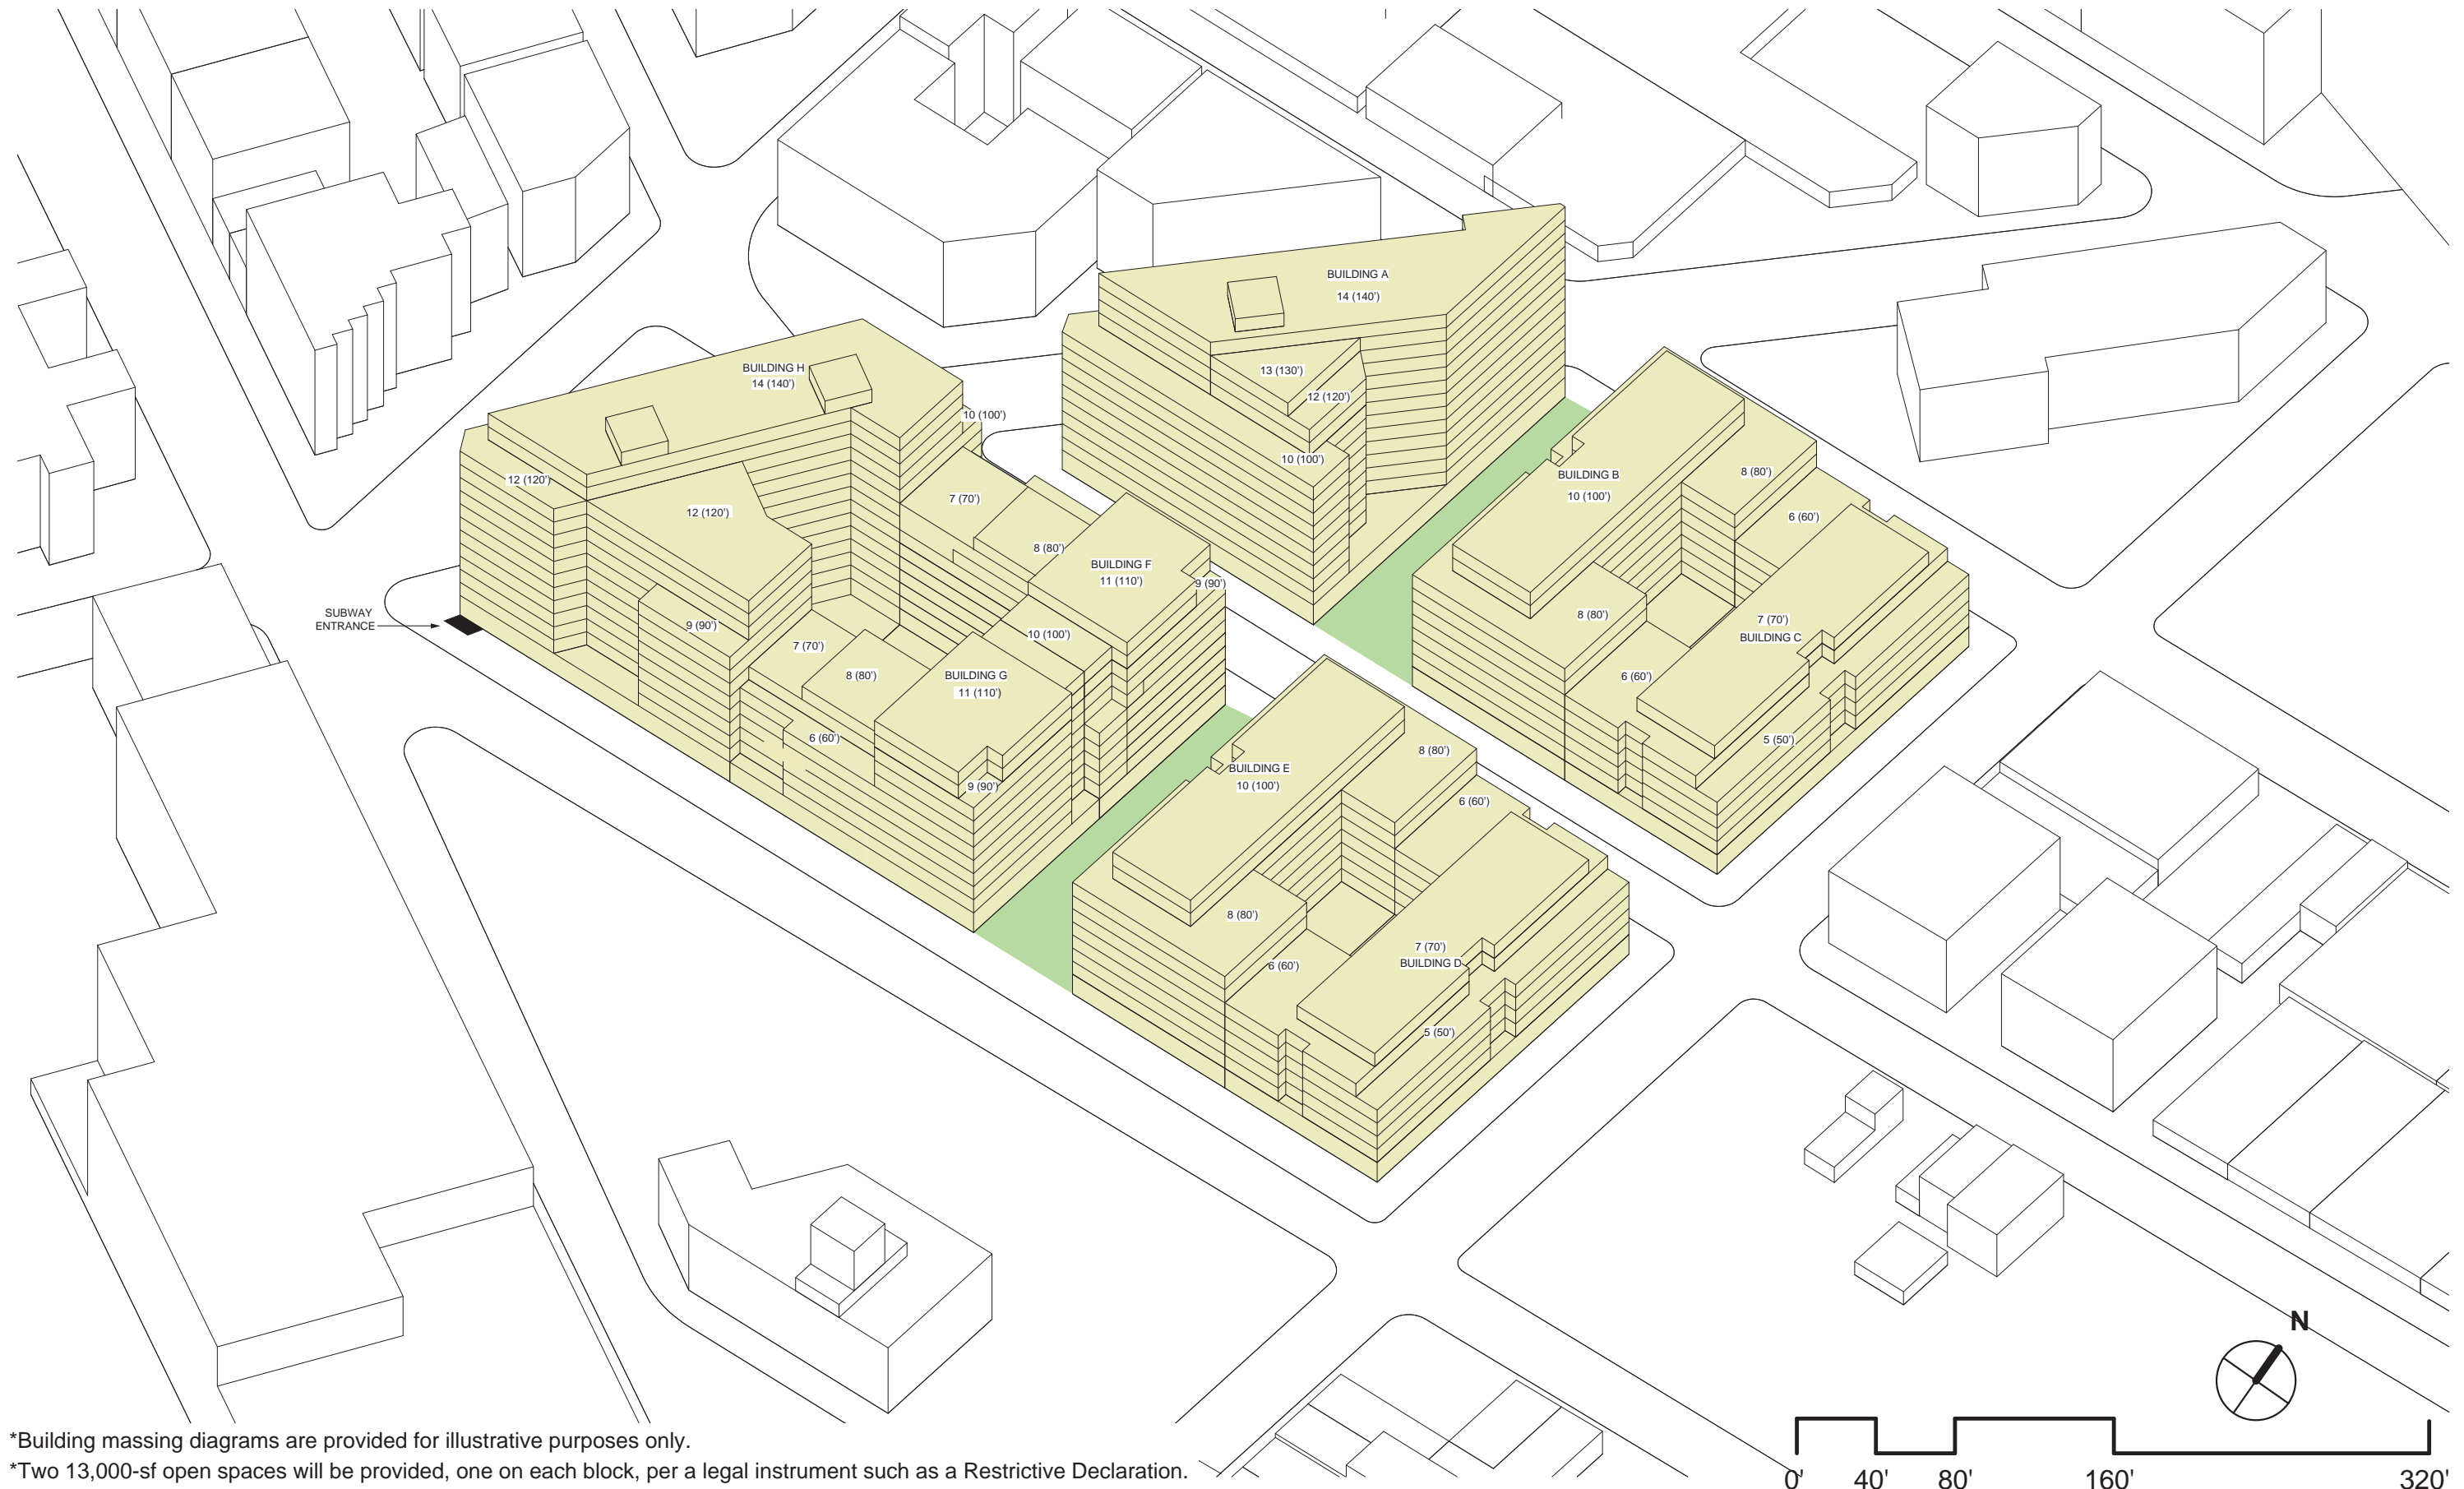 BUILDING A
14 (140')
13 (130')
12 (120')
10 (100')
BUILDING H
14 (140')
10 (100')
12 (120')
12 (120')
9 (90')
7 (70')
8 (80')
BUILDING F
11 (110')
9 (90')
10 (100')
7 (70')
8 (80')
BUILDING G
11 (110')
6 (60')
9 (90')
SUBWAY
ENTRANCE
BUILDING B
10 (100')
8 (80')
6 (60')
8 (80')
6 (60')
7 (70')
BUILDING C
5 (50')
BUILDING E
10 (100')
8 (80')
6 (60')
8 (80')
6 (60')
7 (70')
BUILDING D
5 (50')
N
0'
40'
80'
160'
320'
*Building massing diagrams are provided for illustrative purposes only.
*Two 13,000-sf open spaces will be provided, one on each block, per a legal instrument such as a Restrictive Declaration.